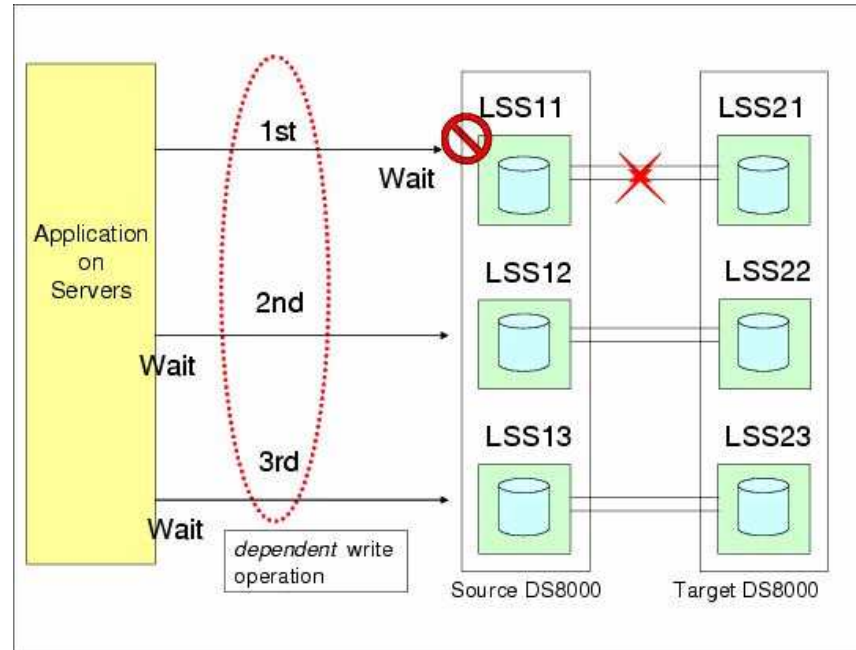 LSS11
LSS21
1st
Wait
Application
on
Servers
LSS12
LSS22
2nd
Wait
LSS13
LSS23
3rd
Wait
dependent write
operation
Source DS8000
Target DS8000